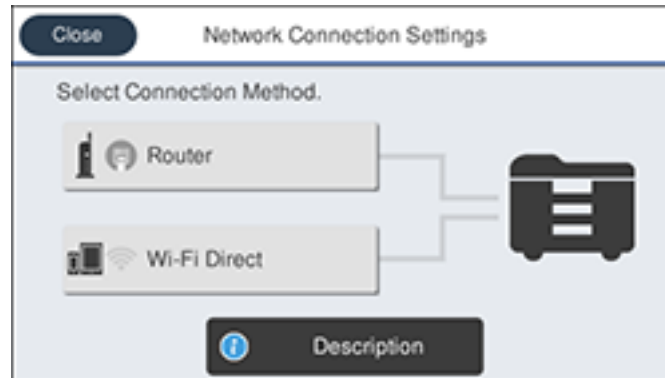 Close
Network Connection Settings
Select Connection Method.
Router
Wi-Fi Direct
Description